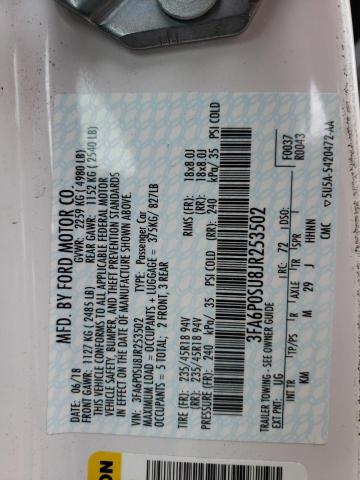 MFD. BY FORD MOTOR CO.
06/18 GVWR: 2259 KG ( 4980 LB)
FRONT GAWR: 1127 KG ( 2485 LB) REAR GAWR: 1152 KG ( 2540 LB)
THIS VEHICLE CONFORMS TO ALL APPLICABLE FEDERAL MOTOR
VEHICLE SAFETY, BUMPER, AND THEFT PREVENTION STANDARDS
IN EFFECT ON THE DATE OF MANUFACTURE SHOWN ABOVE.
VIN: 3FA6P0SU8JR253502 TYPE: Passenger Car
MAXIMUM LOAD = OCCUPANTS + LUGGAGE = 375KG/ 827LB
OCCUPANTS: 5 TOTAL; 2 FRONT, 3 REAR
TIRE (FR): 235/45R18 94V RIMS (FR): 18x8.0J
(RR): 235/45R18 94V (RR): 18x8.0J
PRESSURE (FR): 240 kPa/ 35 PSI COLD (RR): 240 kPa/ 35 PSI COLD
3FA6P0SU8JR253502
TRAILER TOWING - SEE OWNER GUIDE F0037
EXT PNT: UG RC: 72 DSO: R0043
INT TR TP/PS R AXLE TR SPR
KM M 29 J HHNN CMC
▼5U5A-5420472-AA
ON